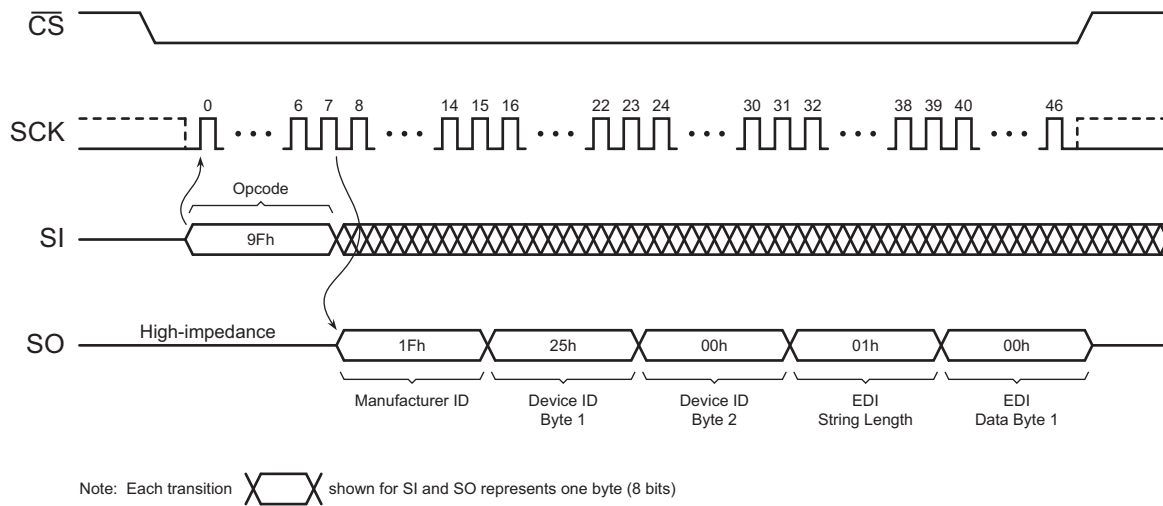 CS
SCK
0 6 7 8 14 15 16 22 23 24 30 31 32 38 39 40 46
Opcode
SI
9Fh
High-impedance
SO
1Fh 25h 00h 01h 00h
Manufacturer ID
Device ID
Byte 1
Device ID
Byte 2
EDI
String Length
EDI
Data Byte 1
Note: Each transition shown for SI and SO represents one byte (8 bits)